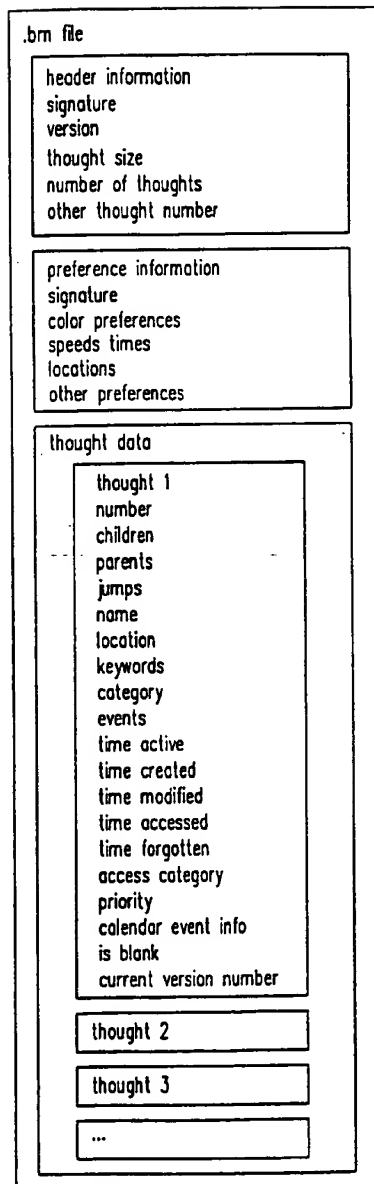 .brn file
header information
signature
version
thought size
number of thoughts
other thought number
preference information
signature
color preferences
speeds times
locations
other preferences
thought data
thought 1
number
children
parents
jumps
name
location
keywords
category
events
time active
time created
time modified
time accessed
time forgotten
access category
priority
calendar event info
is blank
current version number
thought 2
thought 3
...